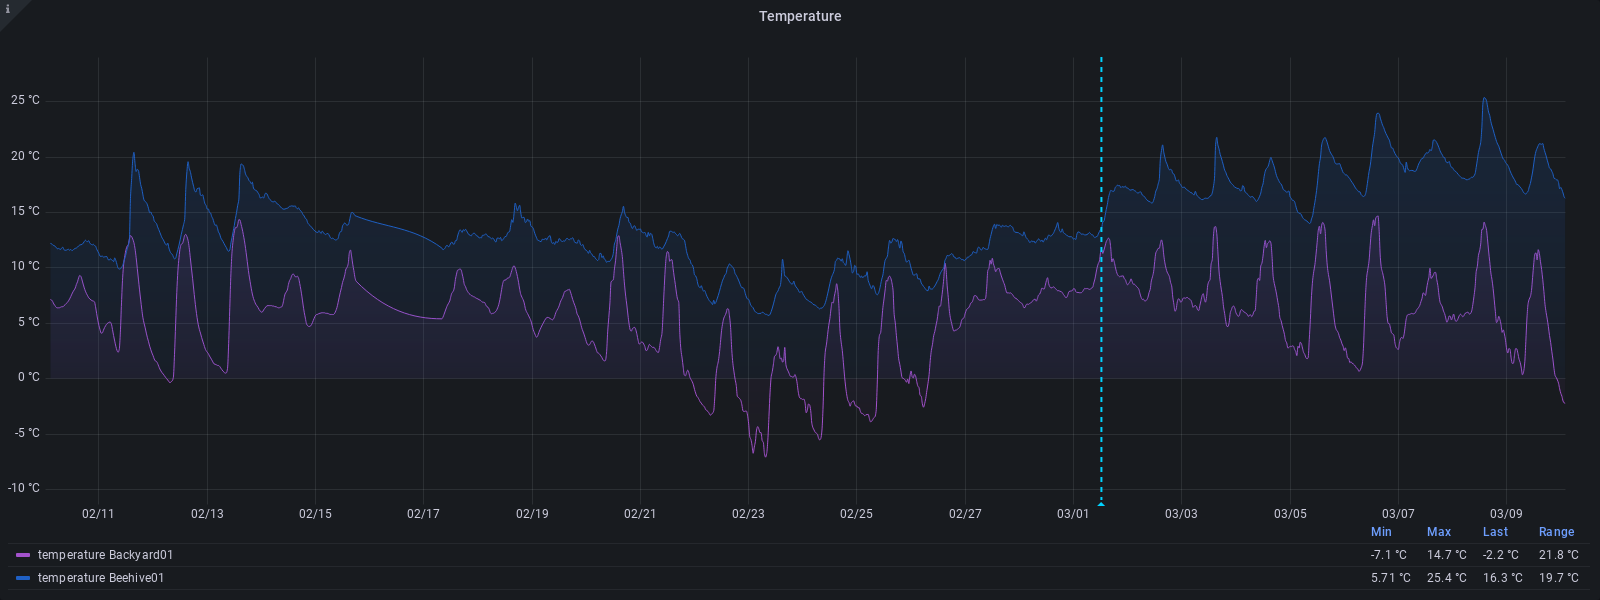 i
Temperature
25 °C
20 °C
15 °C
10 °C
5 °C
0 °C
-5 °C
-10 °C
02/11 02/13 02/15 02/17 02/19 02/21 02/23 02/25 02/27 03/01 03/03 03/05 03/07 03/09
Min Max Last Range
temperature Backyard01 -7.1 °C 14.7 °C -2.2 °C 21.8 °C
temperature Beehive01 5.71 °C 25.4 °C 16.3 °C 19.7 °C